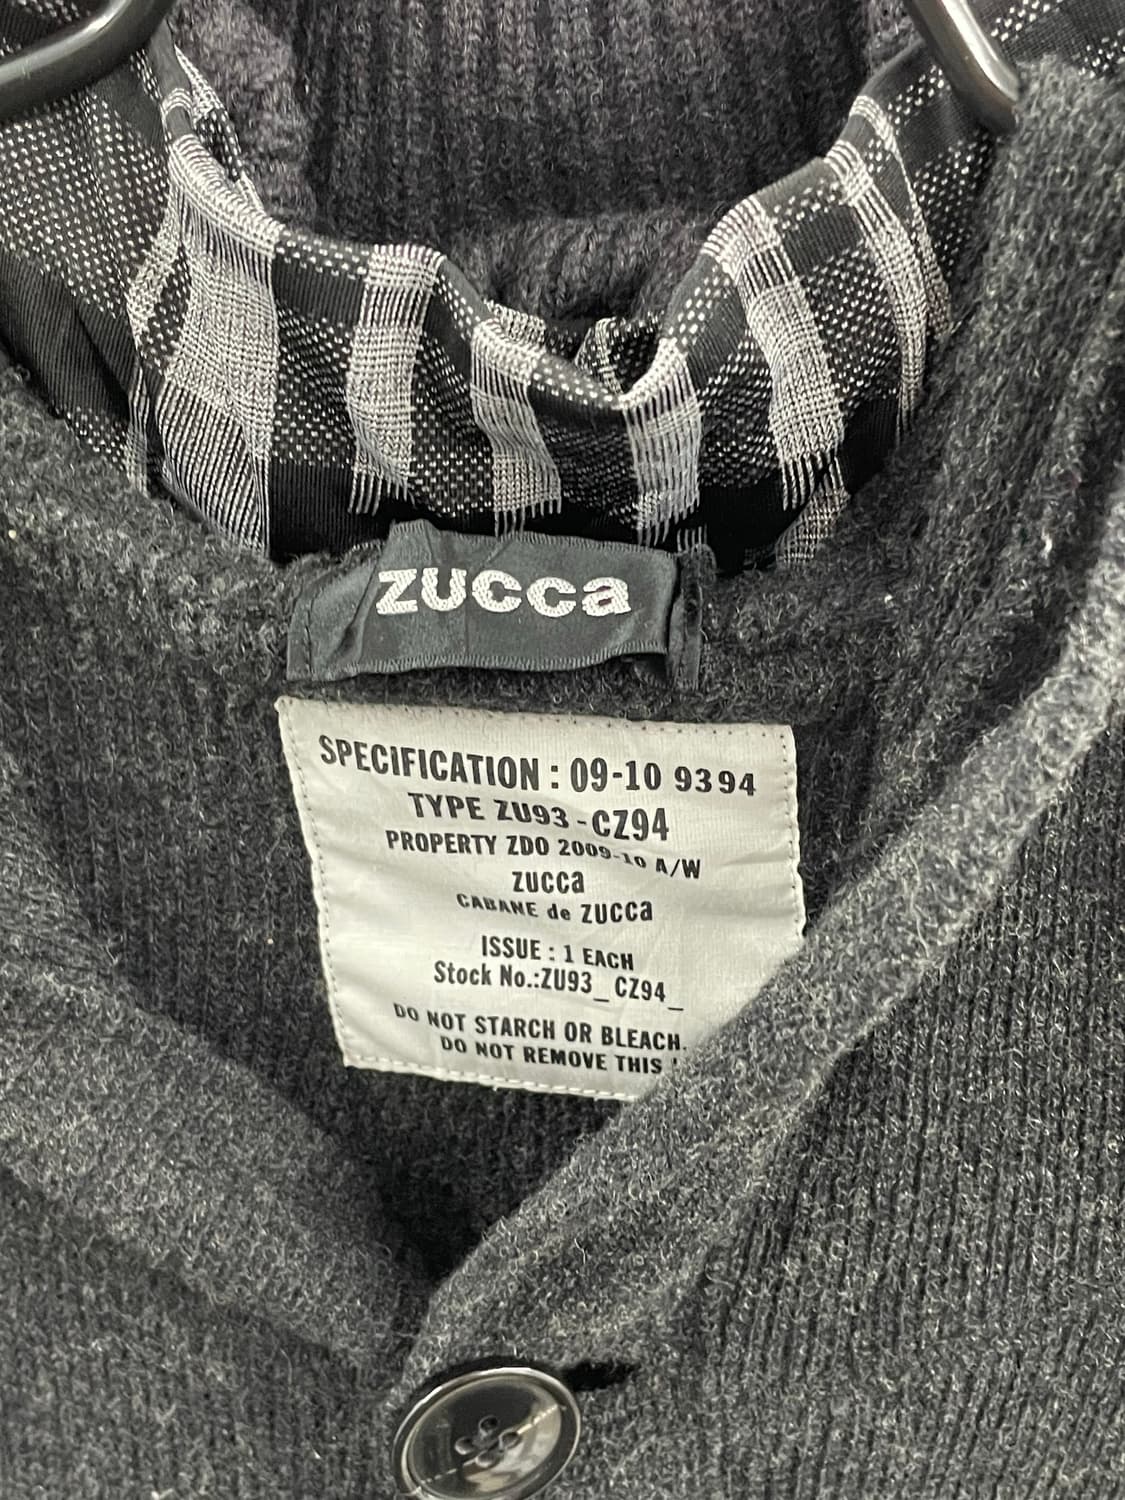 zucca
SPECIFICATION : 09-10 9394
TYPE ZU93-CZ94
PROPERTY ZDO 2009-10 A/W
zucca
CABANE de zucca
ISSUE : 1 EACH
Stock No.:ZU93_CZ94_
DO NOT STARCH OR BLEACH.
DO NOT REMOVE THIS